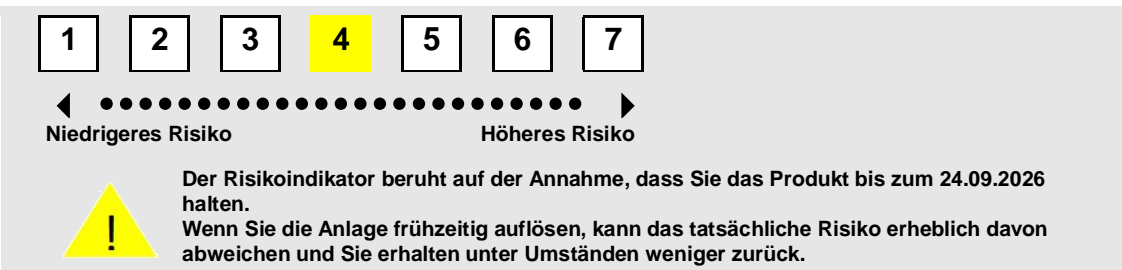 1 2 3 4 5 6 7
Niedrigeres Risiko Höheres Risiko
Der Risikoindikator beruht auf der Annahme, dass Sie das Produkt bis zum 24.09.2026
halten.
Wenn Sie die Anlage frühzeitig auflösen, kann das tatsächliche Risiko erheblich davon
abweichen und Sie erhalten unter Umständen weniger zurück.
!